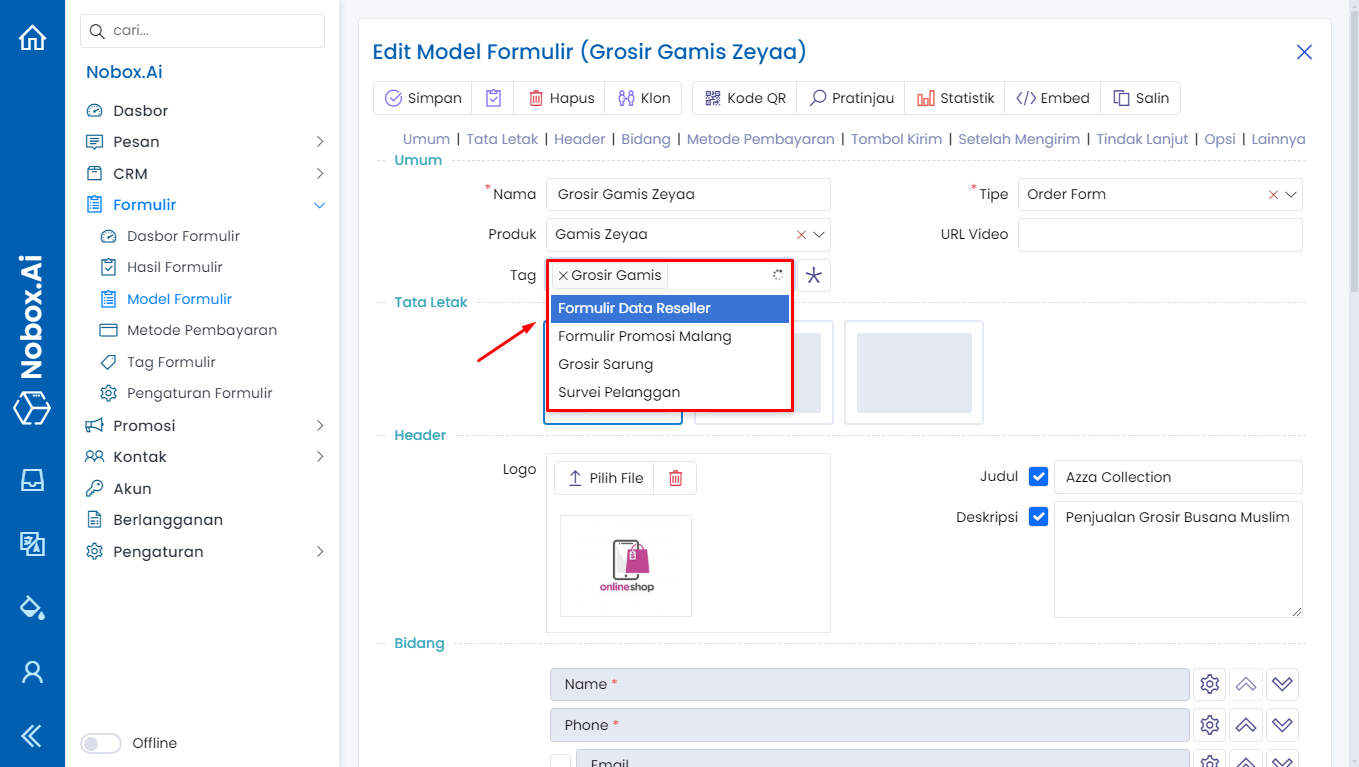 cari...
Nobox.Ai
Dasbor
Pesan
CRM
Formulir
Dasbor Formulir
Hasil Formulir
Model Formulir
Metode Pembayaran
Tag Formulir
Pengaturan Formulir
Promosi
Kontak
Akun
Berlangganan
Pengaturan
Offline
Nobox.Ai
Edit Model Formulir (Grosir Gamis Zeyaa)
Simpan Hapus Klon Kode QR Pratinjau Statistik Embed Salin
Umum | Tata Letak | Header | Bidang | Metode Pembayaran | Tombol Kirim | Setelah Mengirim | Tindak Lanjut | Opsi | Lainnya
Umum
*Nama Grosir Gamis Zeyaa *Tipe Order Form
Produk Gamis Zeyaa URL Video
Tag Grosir Gamis
Formulir Data Reseller
Formulir Promosi Malang
Grosir Sarung
Survei Pelanggan
Tata Letak
Header
Logo Pilih File Judul Azza Collection
Deskripsi Penjualan Grosir Busana Muslim
onlineshop
Bidang
Name *
Phone *
Email